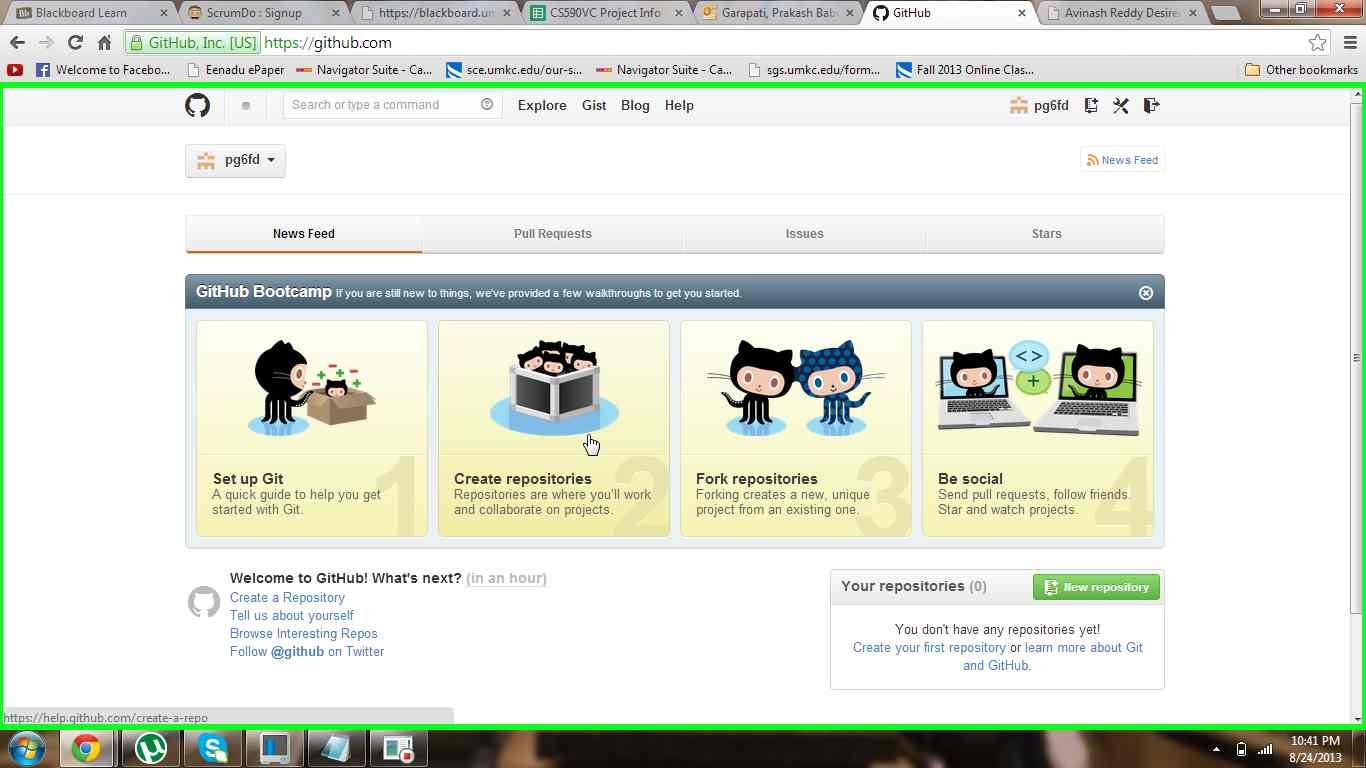 Blackboard Learn
ScrumDo : Signup
https://blackboard.um
CS590VC Project Info
Garapati, Prakash Bab
GitHub
Avinash Reddy Desire
GitHub, Inc. [US] https://github.com
Welcome to Facebo...
Eenadu ePaper
Navigator Suite - Ca...
sce.umkc.edu/our-s...
Navigator Suite - Ca...
sgs.umkc.edu/form...
Fall 2013 Online Clas...
Other bookmarks
Search or type a command
Explore Gist Blog Help
pg6fd
pg6fd
News Feed
News Feed
Pull Requests
Issues
Stars
GitHub Bootcamp If you are still new to things, we've provided a few walkthroughs to get you started.
Set up Git
A quick guide to help you get
started with Git.
1
Create repositories
Repositories are where you'll work
and collaborate on projects.
2
Fork repositories
Forking creates a new, unique
project from an existing one.
3
Be social
Send pull requests, follow friends.
Star and watch projects.
4
Welcome to GitHub! What's next? (in an hour)
Create a Repository
Tell us about yourself
Browse Interesting Repos
Follow @github on Twitter
Your repositories (0)
New repository
You don't have any repositories yet!
Create your first repository or learn more about Git
and GitHub.
https://help.github.com/create-a-repo
10:41 PM
8/24/2013